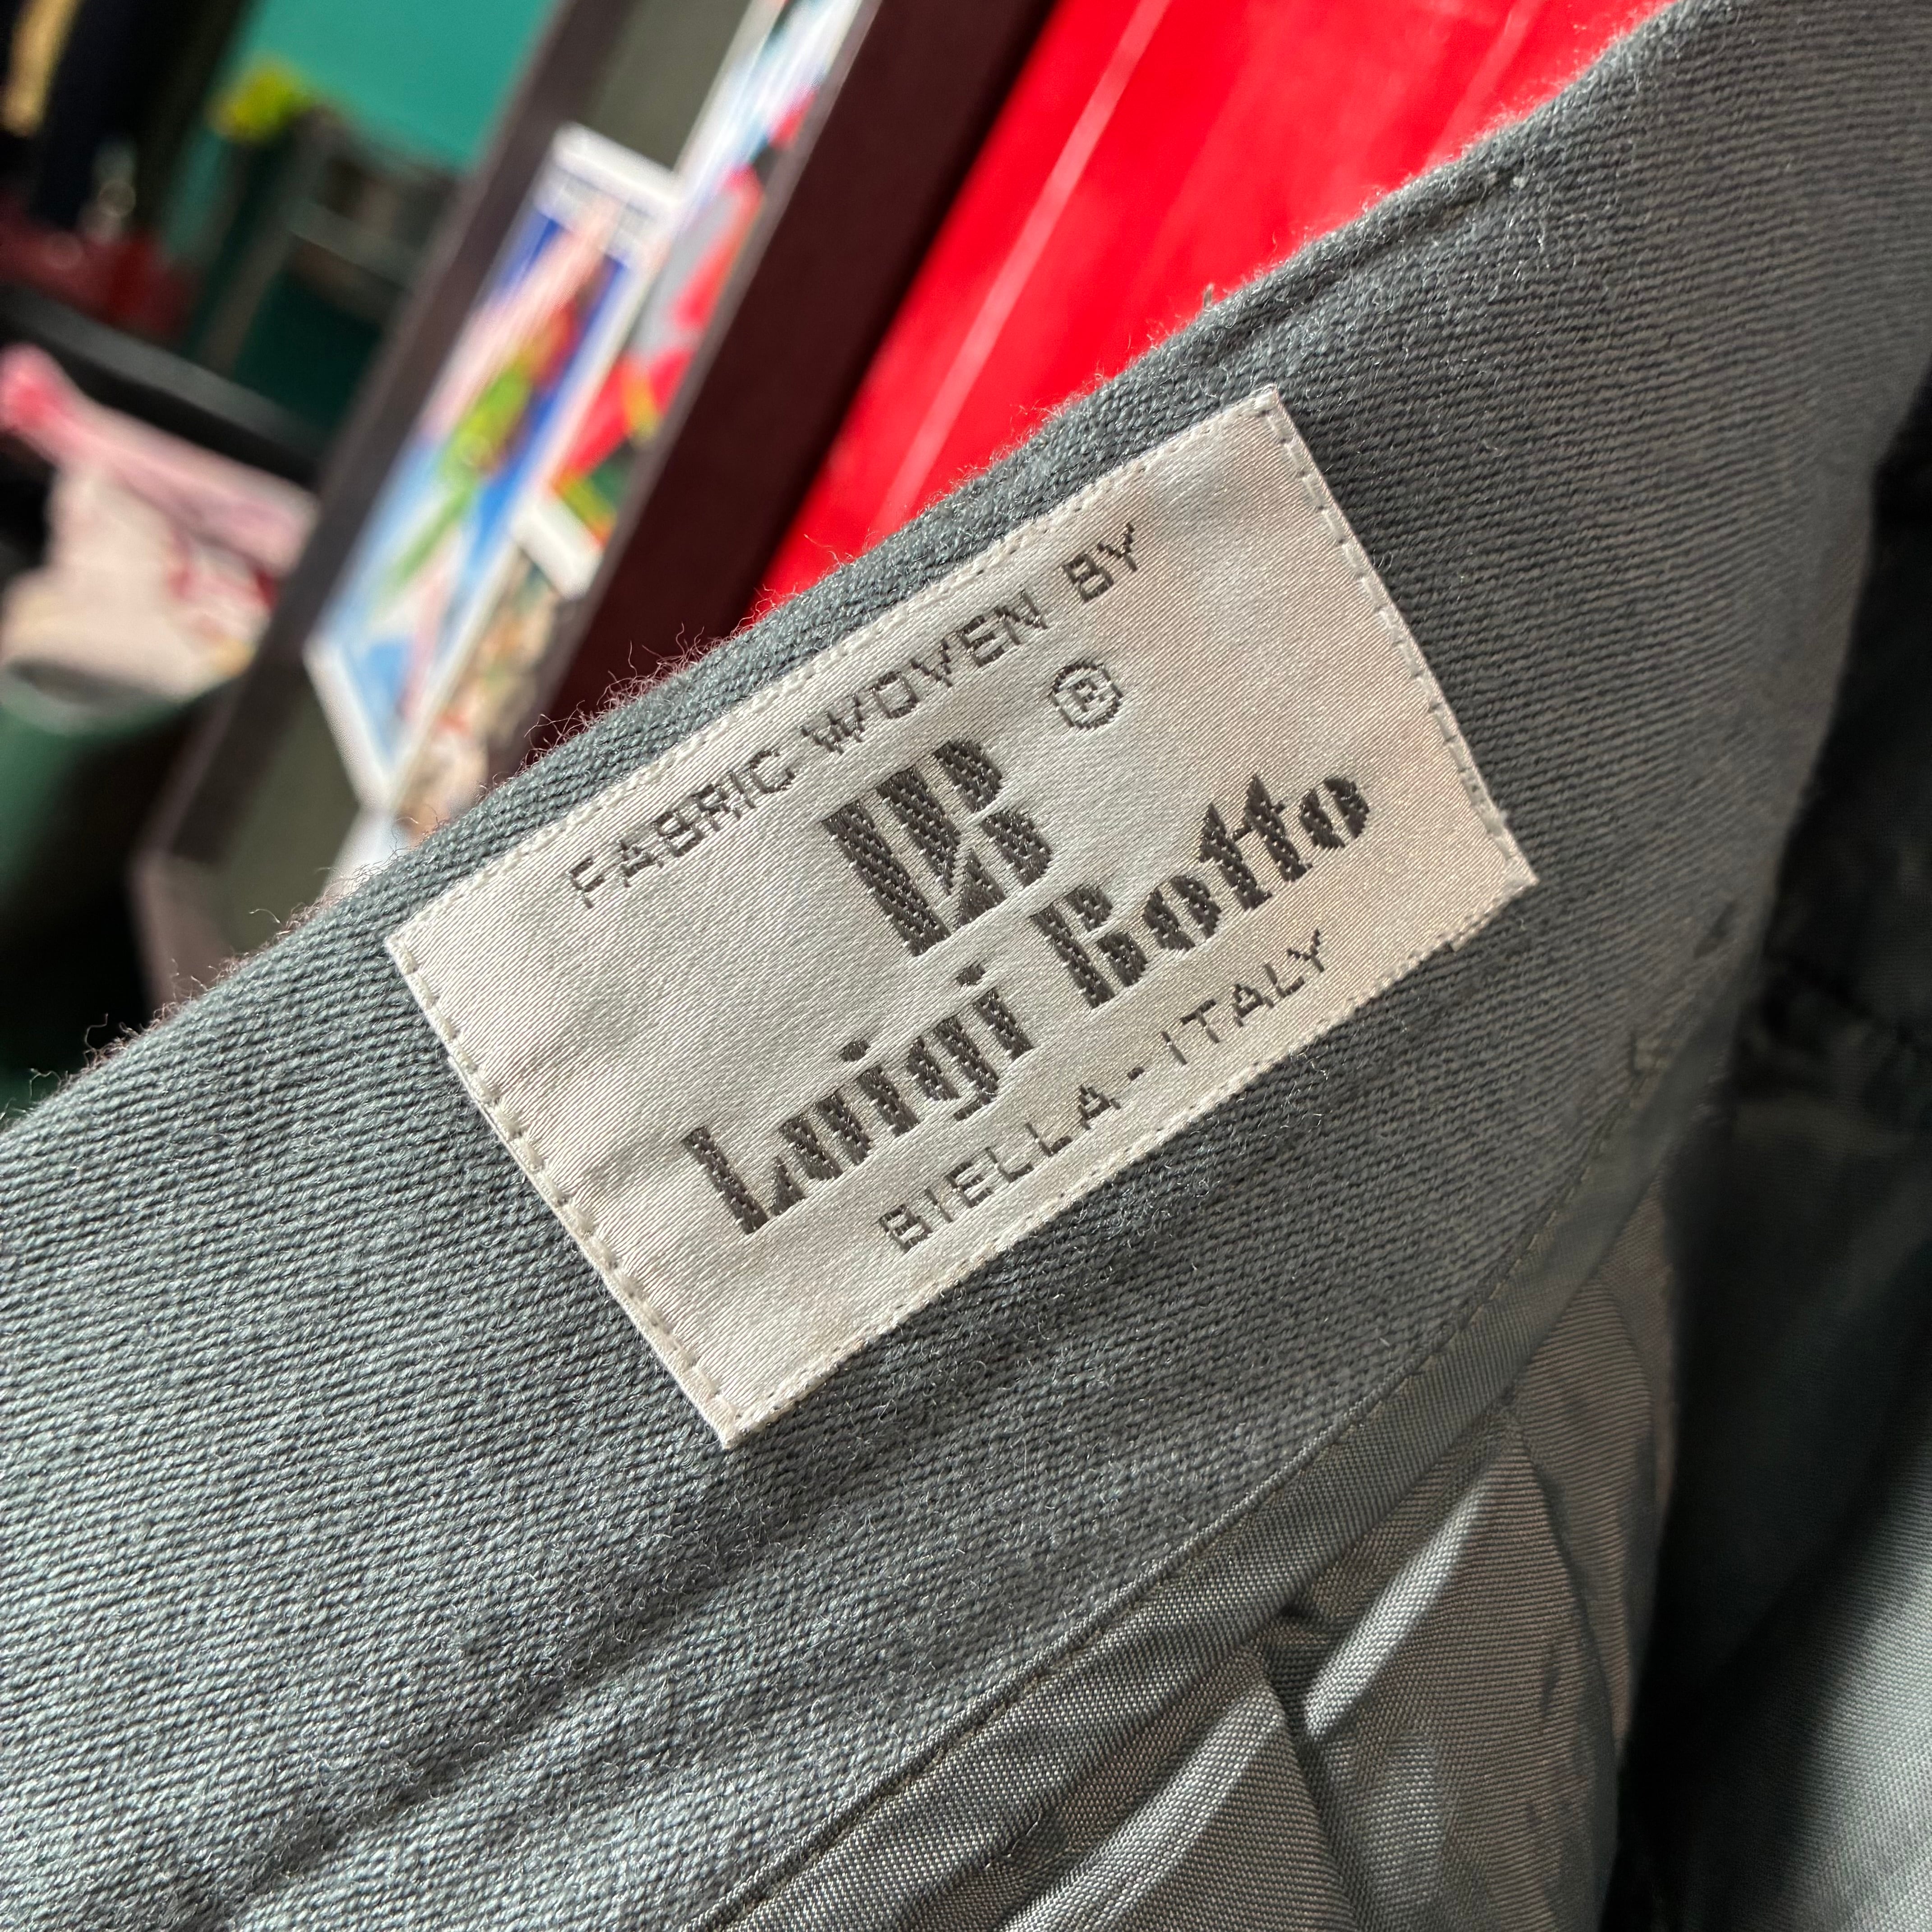 FABRIC WOVEN BY
LB ®
Luigi Botto
BIELLA-ITALY